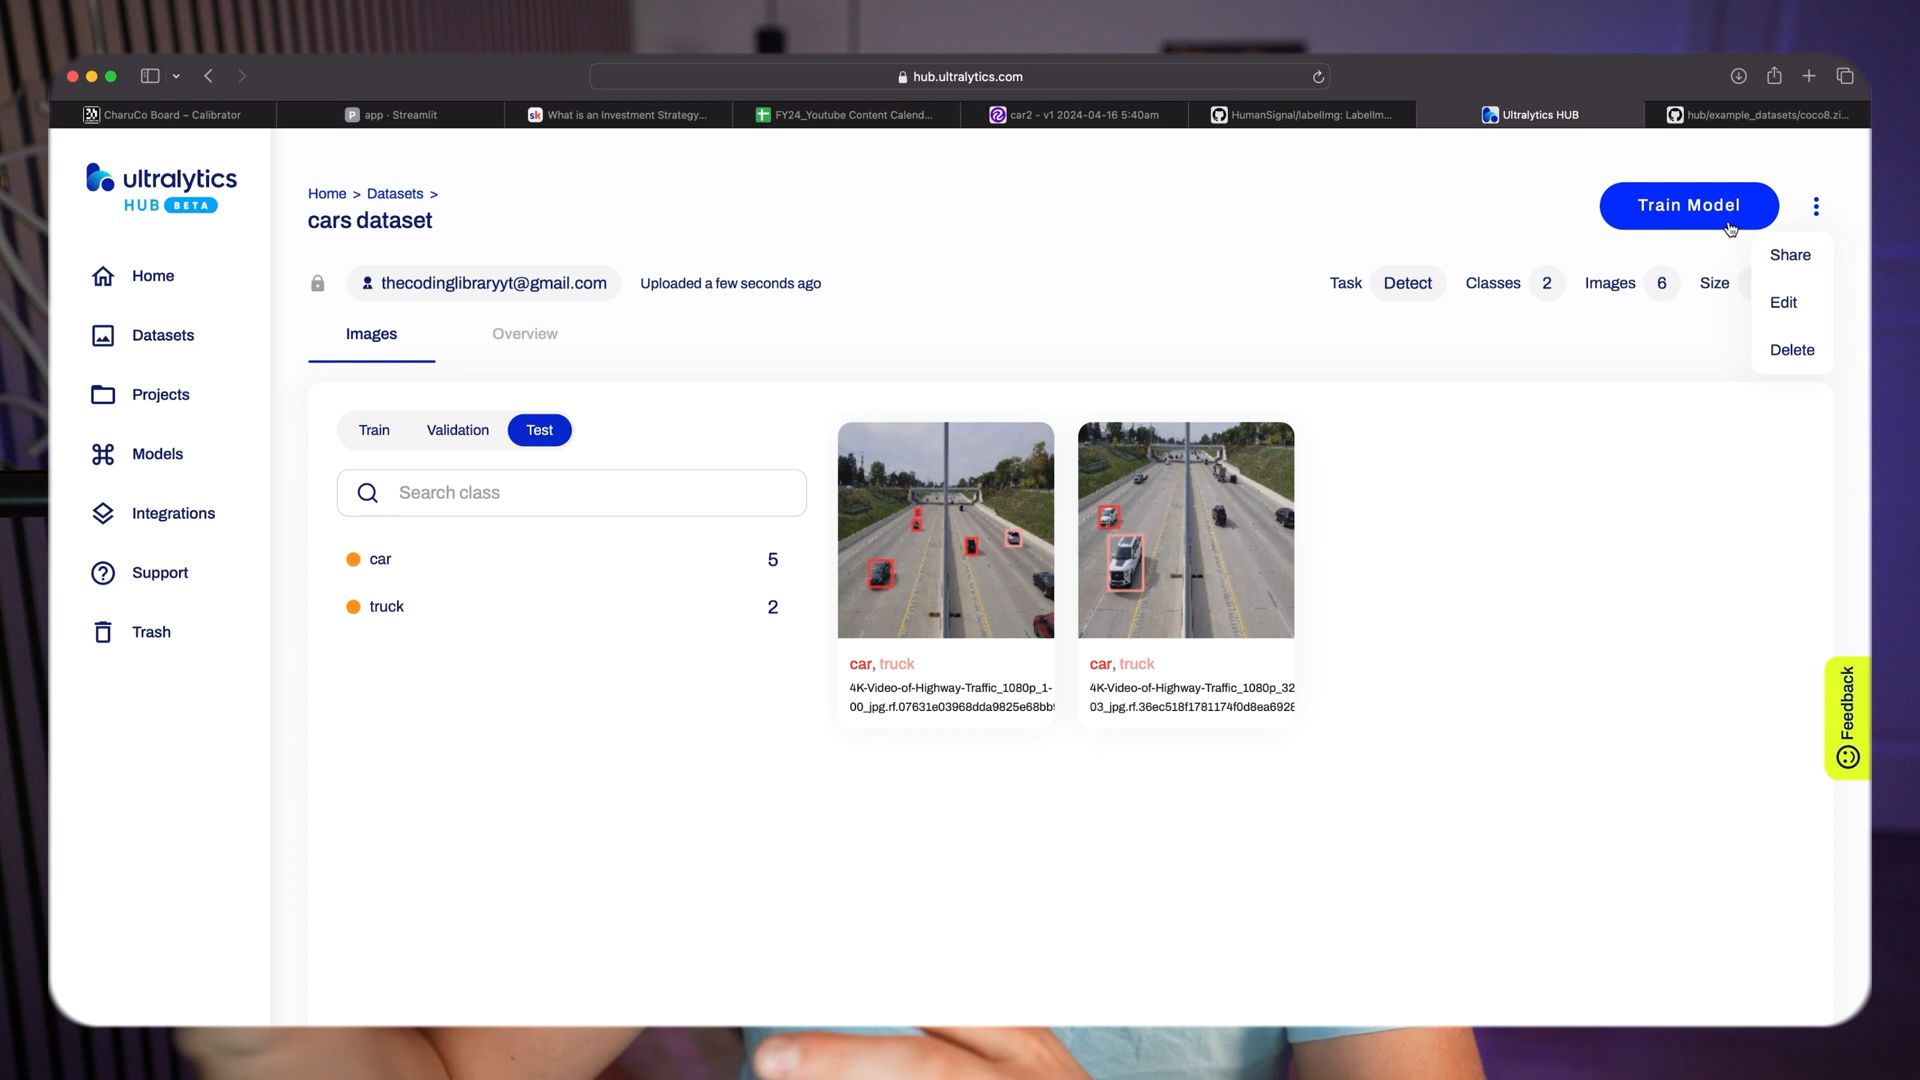 hub.ultralytics.com
CharuCo Board – Calibrator
app · Streamlit
What is an Investment Strategy...
FY24_Youtube Content Calend...
car2 - v1 2024-04-16 5:40am
HumanSignal/labelImg: LabelIm...
Ultralytics HUB
hub/example_datasets/coco8.zi...
ultralytics
HUB BETA
Home
Datasets
Projects
Models
Integrations
Support
Trash
Home > Datasets >
cars dataset
Train Model
thecodinglibraryyt@gmail.com
Uploaded a few seconds ago
Task Detect Classes 2 Images 6 Size
Share
Edit
Delete
Images
Overview
Train Validation Test
Search class
car 5
truck 2
car, truck
4K-Video-of-Highway-Traffic_1080p_1-
00_jpg.rf.07631e03968dda9825e68bb
car, truck
4K-Video-of-Highway-Traffic_1080p_32
03_jpg.rf.36ec518f1781174f0d8ea6928
Feedback